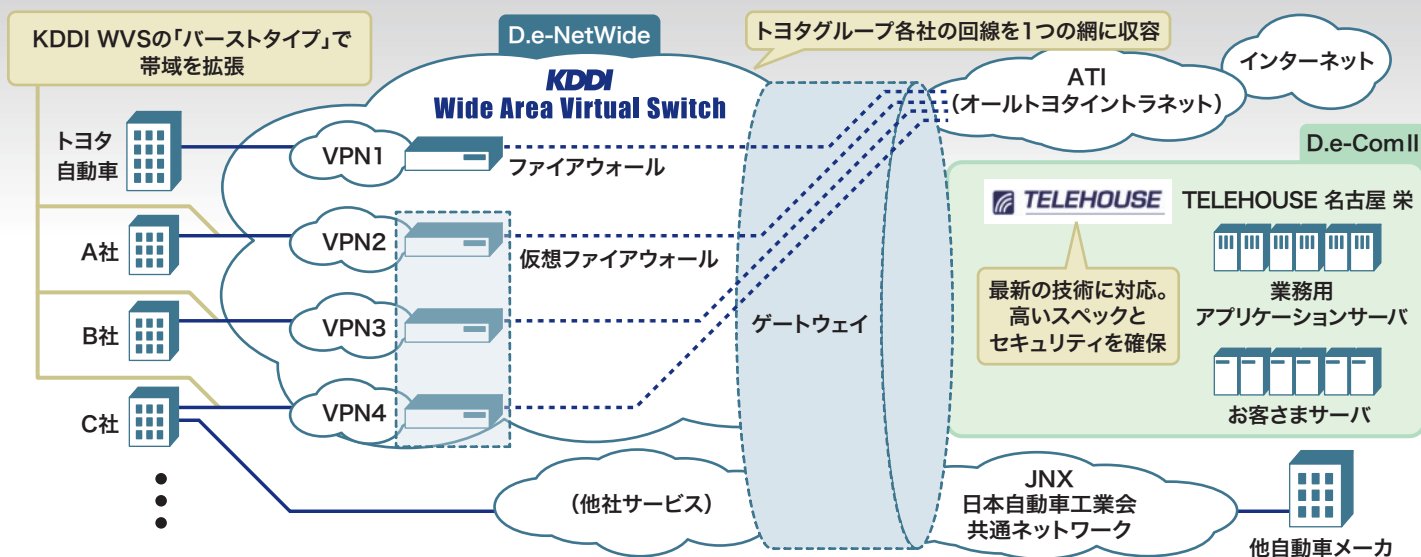 KDDI WVSの「バーストタイプ」で
帯域を拡張
D.e-NetWide
トヨタグループ各社の回線を1つの網に収容
KDDI
Wide Area Virtual Switch
ATI
(オールトヨタイントラネット)
インターネット
トヨタ
自動車
VPN1
ファイアウォール
D.e-ComⅡ
TELEHOUSE
TELEHOUSE 名古屋 栄
A社
VPN2
仮想ファイアウォール
最新の技術に対応。
高いスペックと
セキュリティを確保
業務用
アプリケーションサーバ
B社
VPN3
ゲートウェイ
C社
VPN4
お客さまサーバ
(他社サービス)
JNX
日本自動車工業会
共通ネットワーク
他自動車メーカ